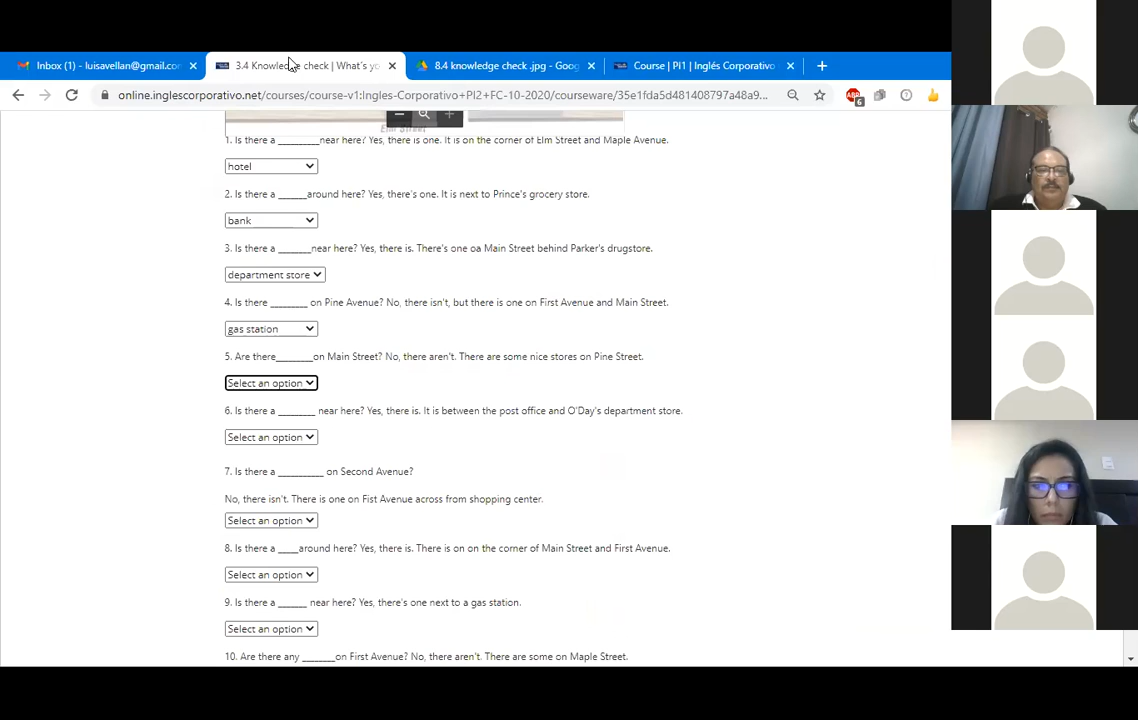 Inbox (1) - luisavellan@gmail.co
3.4 Knowledge check | What's yo
8.4 knowledge check .jpg - Goog
Course | PI1 | Inglés Corporativo
online.inglescorporativo.net/courses/course-v1:Ingles-Corporativo+PI2+FC-10-2020/courseware/35e1fda5d481408797a48a9...
6
Elm Street
1. Is there a __________near here? Yes, there is one. It is on the corner of Elm Street and Maple Avenue.
hotel
2. Is there a _______around here? Yes, there's one. It is next to Prince's grocery store.
bank
3. Is there a ________near here? Yes, there is. There's one oa Main Street behind Parker's drugstore.
department store
4. Is there _________ on Pine Avenue? No, there isn't, but there is one on First Avenue and Main Street.
gas station
5. Are there_________on Main Street? No, there aren't. There are some nice stores on Pine Street.
Select an option
6. Is there a _________ near here? Yes, there is. It is between the post office and O'Day's department store.
Select an option
7. Is there a ___________ on Second Avenue?
No, there isn't. There is one on Fist Avenue across from shopping center.
Select an option
8. Is there a _____around here? Yes, there is. There is on on the corner of Main Street and First Avenue.
Select an option
9. Is there a ______ near here? Yes, there's one next to a gas station.
Select an option
10. Are there any ________on First Avenue? No, there aren't. There are some on Maple Street.